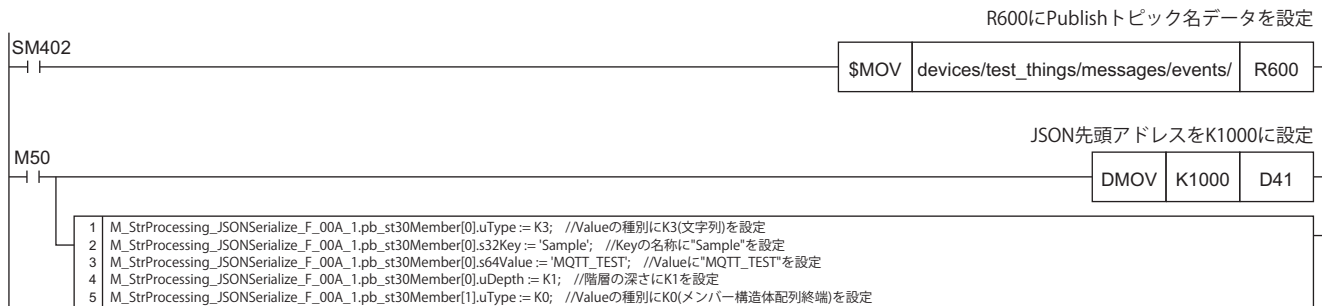 R600にPublishトピック名データを設定
SM402
$MOV devices/test_things/messages/events/ R600
JSON先頭アドレスをK1000に設定
M50
DMOV K1000 D41
1 M_StrProcessing_JSONSerialize_F_00A_1.pb_st30Member[0].uType := K3; //Valueの種別にK3(文字列)を設定
2 M_StrProcessing_JSONSerialize_F_00A_1.pb_st30Member[0].s32Key := 'Sample'; //Keyの名称に"Sample"を設定
3 M_StrProcessing_JSONSerialize_F_00A_1.pb_st30Member[0].s64Value := 'MQTT_TEST'; //Valueに"MQTT_TEST"を設定
4 M_StrProcessing_JSONSerialize_F_00A_1.pb_st30Member[0].uDepth := K1; //階層の深さにK1を設定
5 M_StrProcessing_JSONSerialize_F_00A_1.pb_st30Member[1].uType := K0; //Valueの種別にK0(メンバー構造体配列終端)を設定